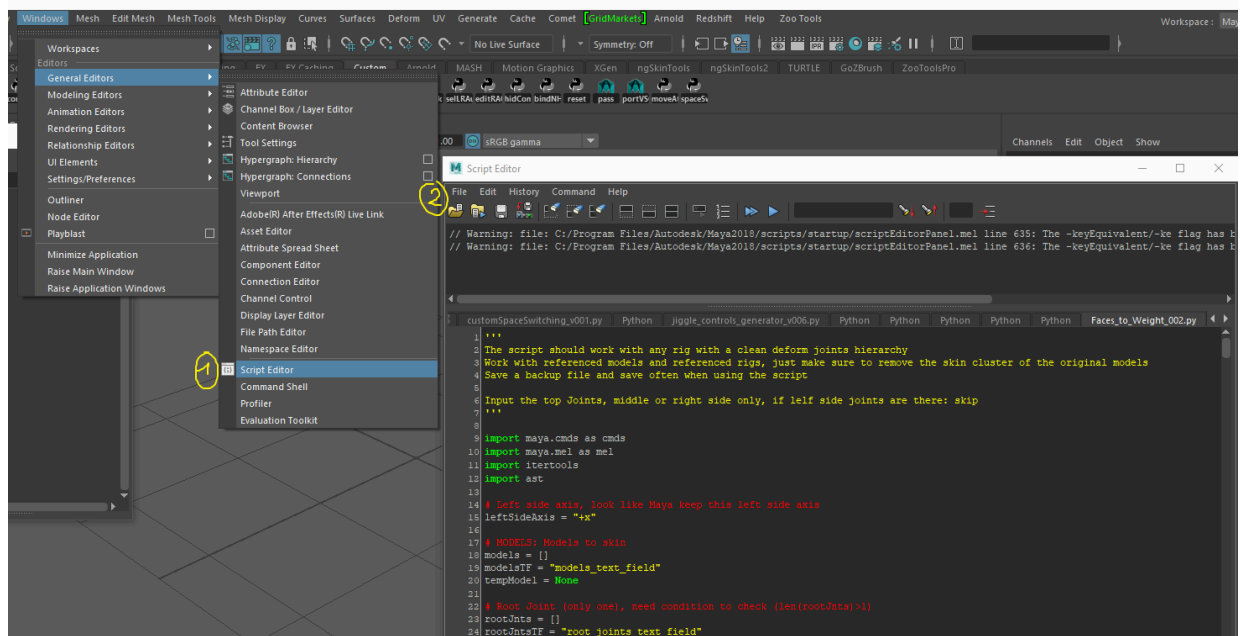 Windows Mesh Edit Mesh Mesh Tools Mesh Display Curves Surfaces Deform UV Generate Cache Comet [GridMarkets] Arnold Redshift Help Zoo Tools
Workspace : May
No Live Surface
Symmetry: Off
FX FX Caching Custom Arnold MASH Motion Graphics XGen ngSkinTools ngSkinTools2 TURTLE GoZBrush ZooToolsPro
selLRAu editRAI hidCon bindNH reset pass portVS moveA spaceSv
.00 sRGB gamma
Channels Edit Object Show
Workspaces
Editors
General Editors
Modeling Editors
Animation Editors
Rendering Editors
Relationship Editors
UI Elements
Settings/Preferences
Outliner
Node Editor
Playblast
Minimize Application
Raise Main Window
Raise Application Windows
Attribute Editor
Channel Box / Layer Editor
Content Browser
Tool Settings
Hypergraph: Hierarchy
Hypergraph: Connections
Viewport
Adobe(R) After Effects(R) Live Link
Asset Editor
Attribute Spread Sheet
Component Editor
Connection Editor
Channel Control
Display Layer Editor
File Path Editor
Namespace Editor
1
Script Editor
Command Shell
Profiler
Evaluation Toolkit
2
Script Editor
File Edit History Command Help
// Warning: file: C:/Program Files/Autodesk/Maya2018/scripts/startup/scriptEditorPanel.mel line 635: The -keyEquivalent/-ke flag has b
// Warning: file: C:/Program Files/Autodesk/Maya2018/scripts/startup/scriptEditorPanel.mel line 636: The -keyEquivalent/-ke flag has b
customSpaceSwitching_v001.py Python jiggle_controls_generator_v006.py Python Python Python Python Python Faces_to_Weight_002.py
1 '''
2 The script should work with any rig with a clean deform joints hierarchy
3 Work with referenced models and referenced rigs, just make sure to remove the skin cluster of the original models
4 Save a backup file and save often when using the script
5
6 Input the top Joints, middle or right side only, if lelf side joints are there: skip
7 '''
8
9 import maya.cmds as cmds
10 import maya.mel as mel
11 import itertools
12 import ast
13
14 # Left side axis, look like Maya keep this left side axis
15 leftSideAxis = "+x"
16
17 # MODELS: Models to skin
18 models = []
19 modelsTF = "models_text_field"
20 tempModel = None
21
22 # Root Joint (only one), need condition to check (len(rootJnts)>1)
23 rootJnts = []
24 rootJntsTF = "root_joints_text_field"